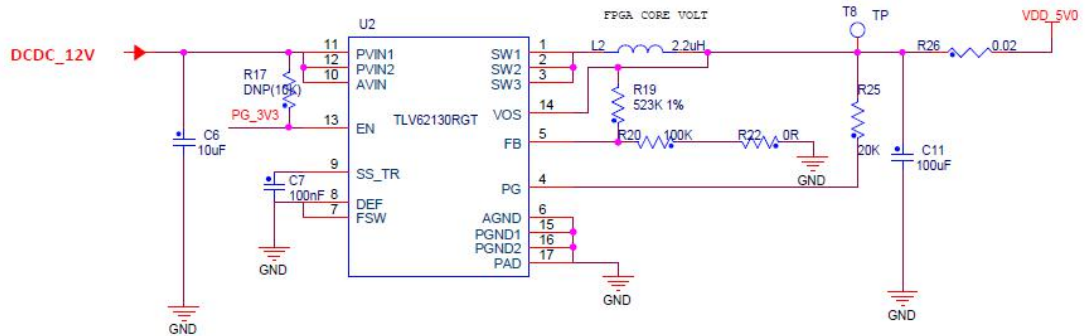 U2
FPGA CORE VOLT
T8 TP
VDD_5V0
DCDC_12V
11 PVIN1
12 PVIN2
10 AVIN
SW1 1
SW2 2
SW3 3
L2 2.2uH
R26 0.02
R17
DNP(10K)
VOS 14
R19
523K 1%
R25
20K
PG_3V3
13 EN
TLV62130RGT
FB 5
R20 100K
R22 0R
GND
C6
10uF
9 SS_TR
C7
100nF
8 DEF
7 FSW
PG 4
C11
100uF
AGND 6
PGND1 15
PGND2 16
PAD 17
GND
GND
GND
GND